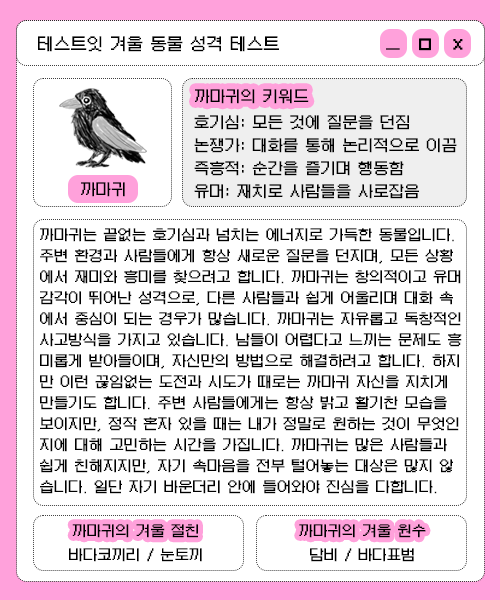 테스트잇 겨울 동물 성격 테스트
까마귀
까마귀의 키워드
호기심: 모든 것에 질문을 던짐
논쟁가: 대화를 통해 논리적으로 이끔
즉흥적: 순간을 즐기며 행동함
유머: 재치로 사람들을 사로잡음
까마귀는 끝없는 호기심과 넘치는 에너지로 가득한 동물입니다.
주변 환경과 사람들에게 항상 새로운 질문을 던지며, 모든 상황
에서 재미와 흥미를 찾으려고 합니다. 까마귀는 창의적이고 유머
감각이 뛰어난 성격으로, 다른 사람들과 쉽게 어울리며 대화 속
에서 중심이 되는 경우가 많습니다. 까마귀는 자유롭고 독창적인
사고방식을 가지고 있습니다. 남들이 어렵다고 느끼는 문제도 흥
미롭게 받아들이며, 자신만의 방법으로 해결하려고 합니다. 하지
만 이런 끊임없는 도전과 시도가 때로는 까마귀 자신을 지치게
만들기도 합니다. 주변 사람들에게는 항상 밝고 활기찬 모습을
보이지만, 정작 혼자 있을 때는 내가 정말로 원하는 것이 무엇인
지에 대해 고민하는 시간을 가집니다. 까마귀는 많은 사람들과
쉽게 친해지지만, 자기 속마음을 전부 털어놓는 대상은 많지 않
습니다. 일단 자기 바운더리 안에 들어와야 진심을 다합니다.
까마귀의 겨울 절친
바다코끼리 / 눈토끼
까마귀의 겨울 원수
담비 / 바다표범